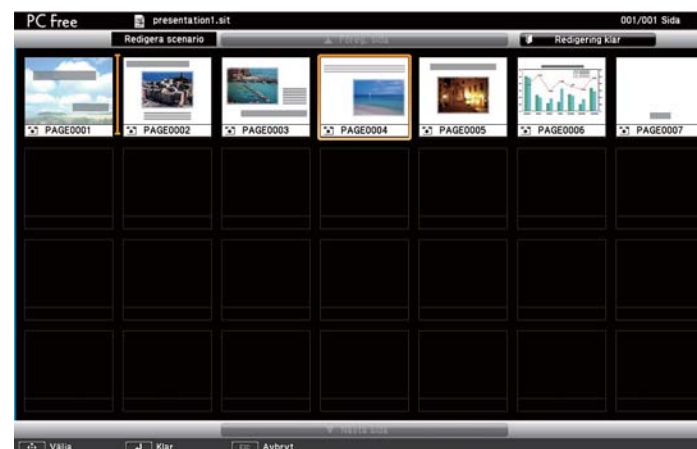 PC Free presentation1.sit 001/001 Sida
Redigera scenario ▲ Föreg. sida Redigering klar
PAGE0001 PAGE0002 PAGE0003 PAGE0004 PAGE0005 PAGE0006 PAGE0007
▼ Nästa sida
Välja Klar ESC Avbryt